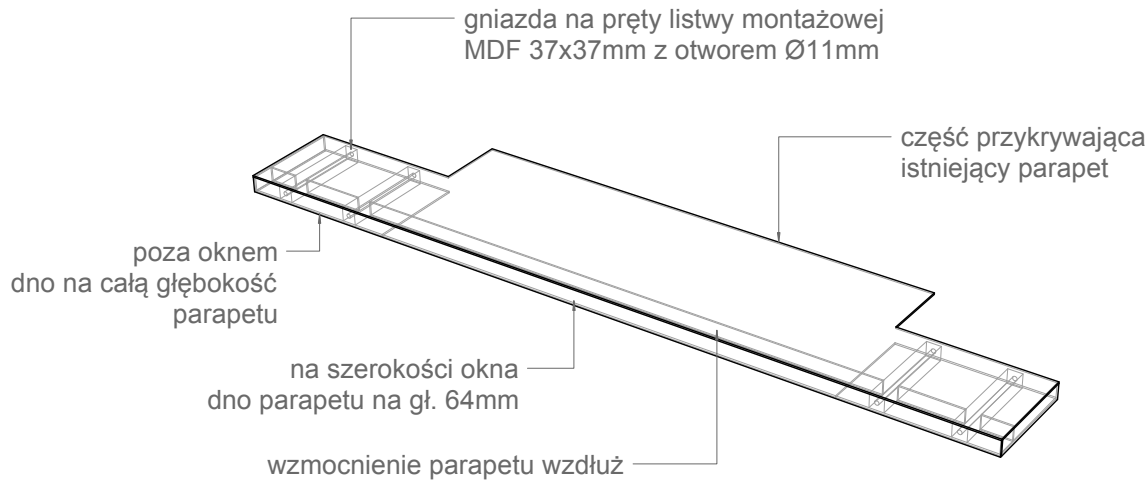 gniazda na pręty listwy montażowej
MDF 37x37mm z otworem Ø11mm
część przykrywająca
istniejący parapet
poza oknem
dno na całą głębokość
parapetu
na szerokości okna
dno parapetu na gł. 64mm
wzmocnienie parapetu wzdłuż